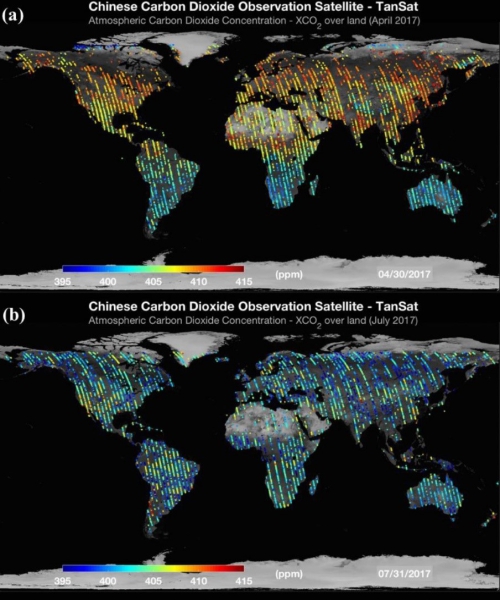 (a)
Chinese Carbon Dioxide Observation Satellite - TanSat
Atmospheric Carbon Dioxide Concentration - XCO₂ over land (April 2017)
395 400 405 410 415 (ppm) 04/30/2017
(b)
Chinese Carbon Dioxide Observation Satellite - TanSat
Atmospheric Carbon Dioxide Concentration - XCO₂ over land (July 2017)
395 400 405 410 415 (ppm) 07/31/2017